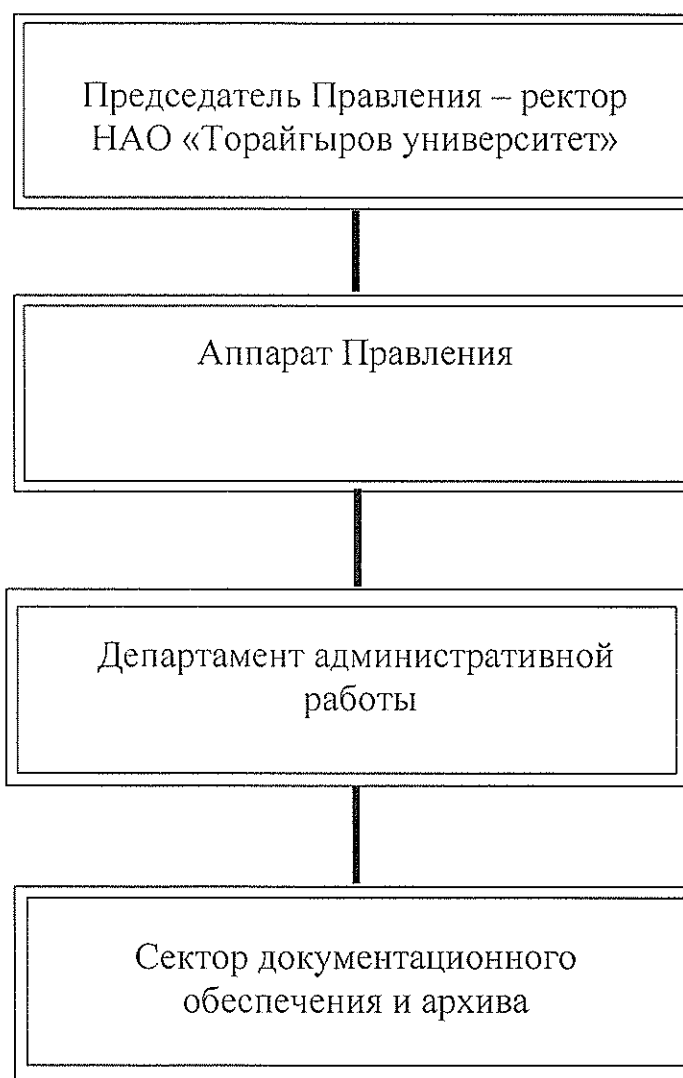 Председатель Правления – ректор
НАО «Торайгыров университет»
Аппарат Правления
Департамент административной
работы
Сектор документационного
обеспечения и архива